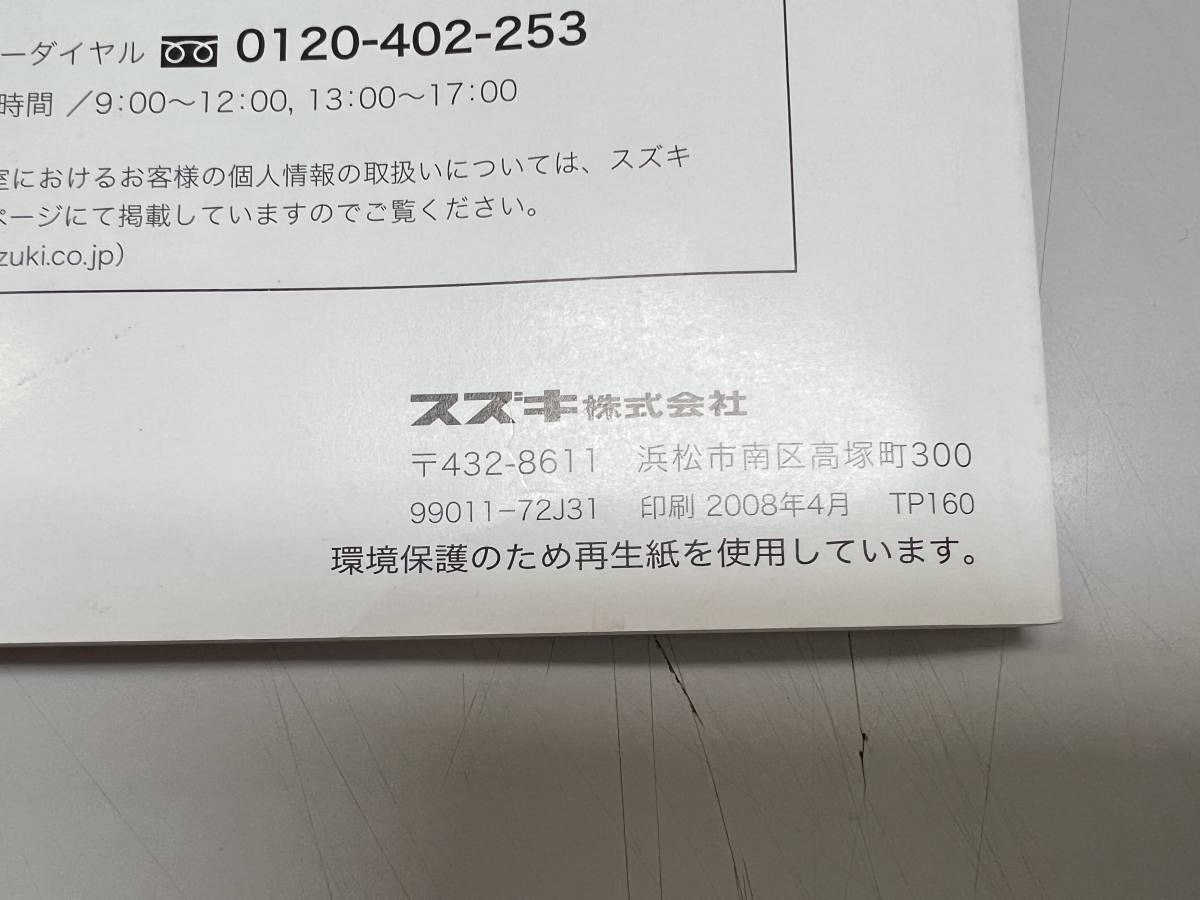 ーダイヤル 0120-402-253
時間 /9:00〜12:00, 13:00〜17:00
室におけるお客様の個人情報の取扱いについては、スズキ
ページにて掲載していますのでご覧ください。
zuki.co.jp)
スズキ株式会社
〒432-8611 浜松市南区高塚町300
99011-72J31 印刷 2008年4月 TP160
環境保護のため再生紙を使用しています。